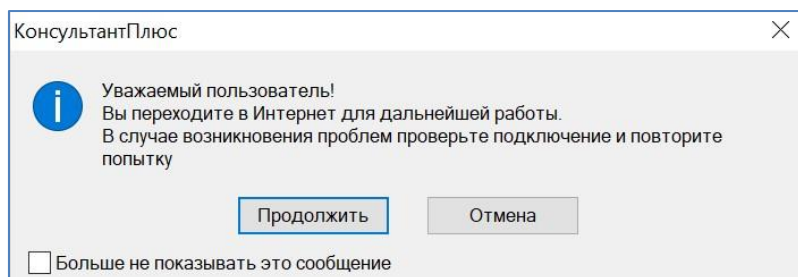 КонсультантПлюс
Уважаемый пользователь!
Вы переходите в Интернет для дальнейшей работы.
В случае возникновения проблем проверьте подключение и повторите
попытку
Продолжить Отмена
Больше не показывать это сообщение